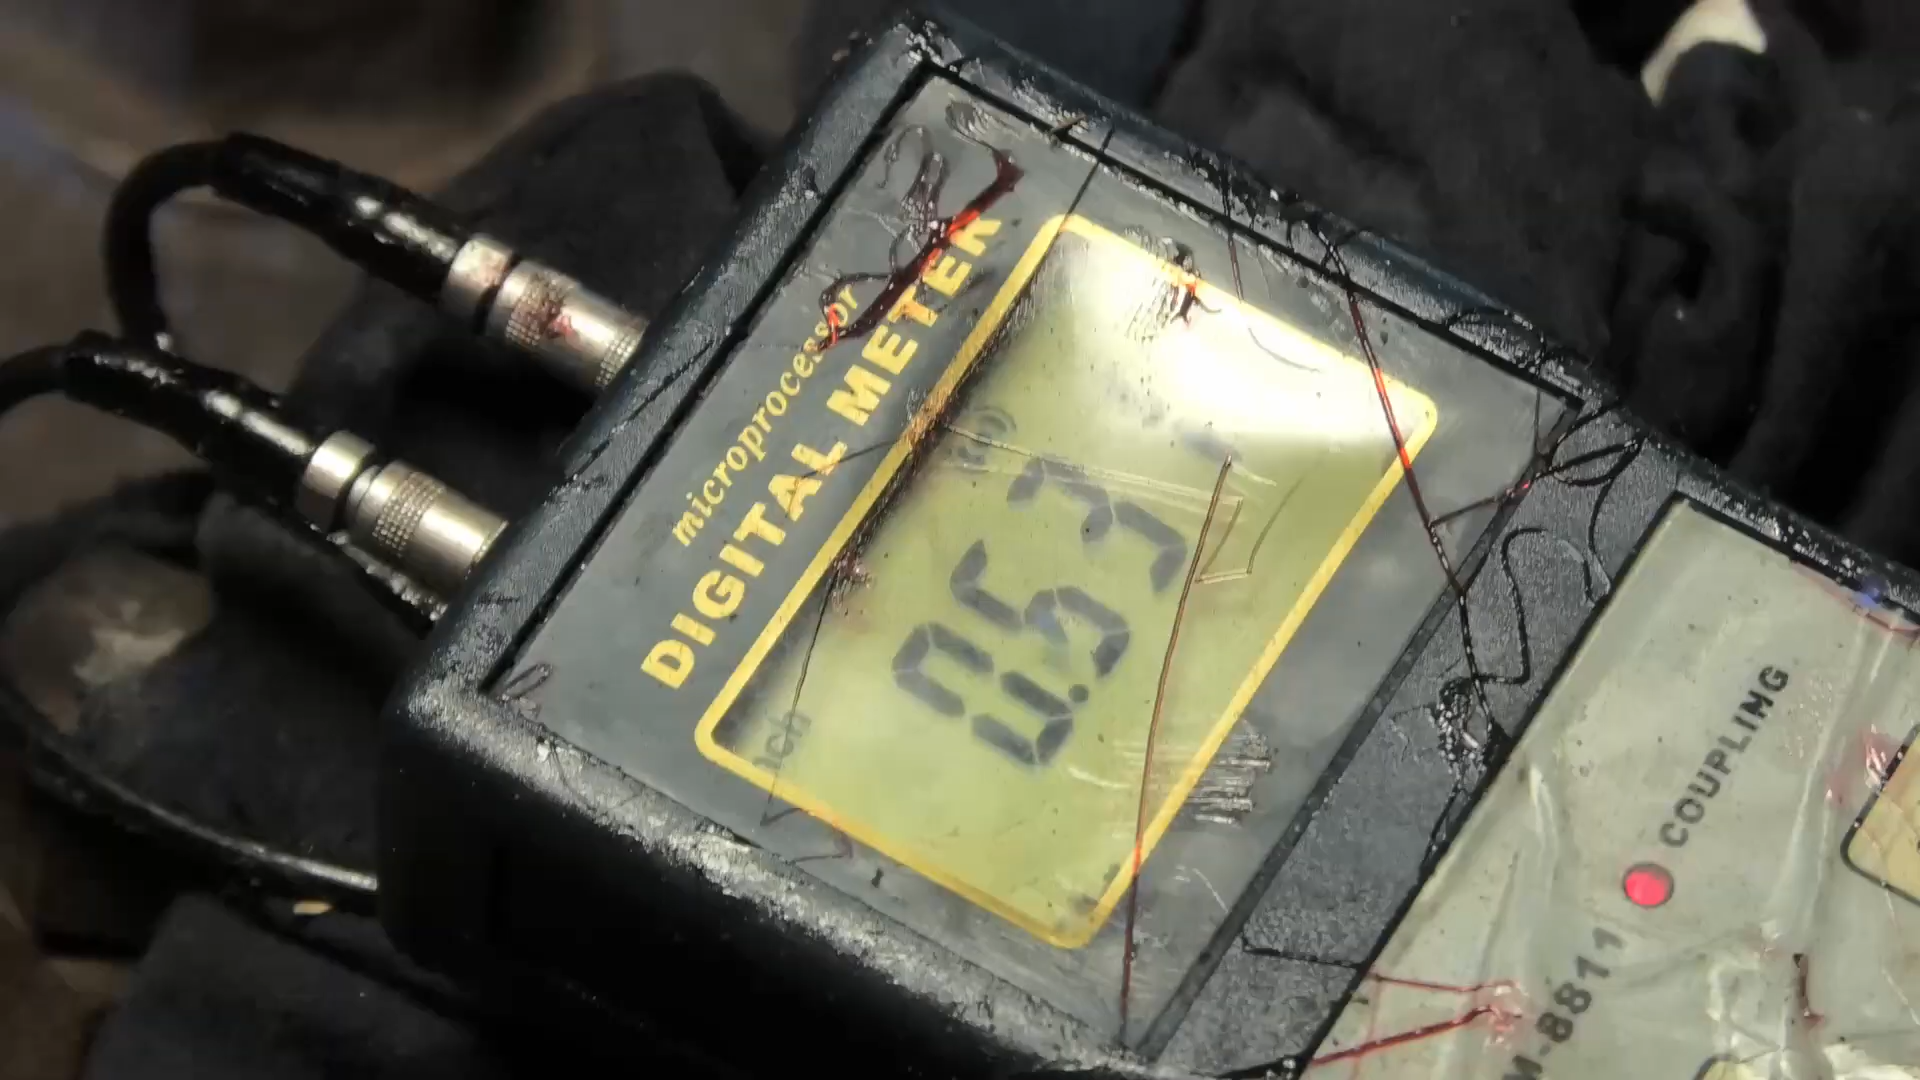 microprocessor
DIGITAL METER
0.53
COUPLING
M-8811